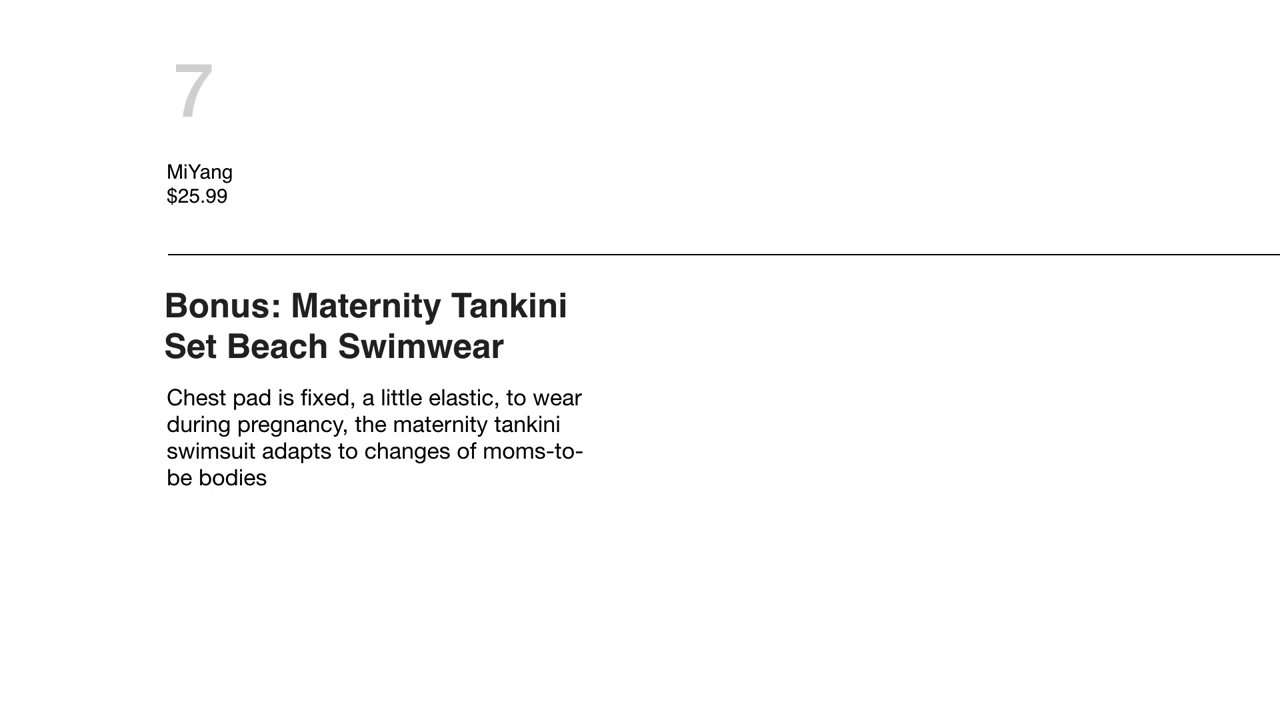 7
MiYang
$25.99
Bonus: Maternity Tankini
Set Beach Swimwear
Chest pad is fixed, a little elastic, to wear
during pregnancy, the maternity tankini
swimsuit adapts to changes of moms-to-
be bodies